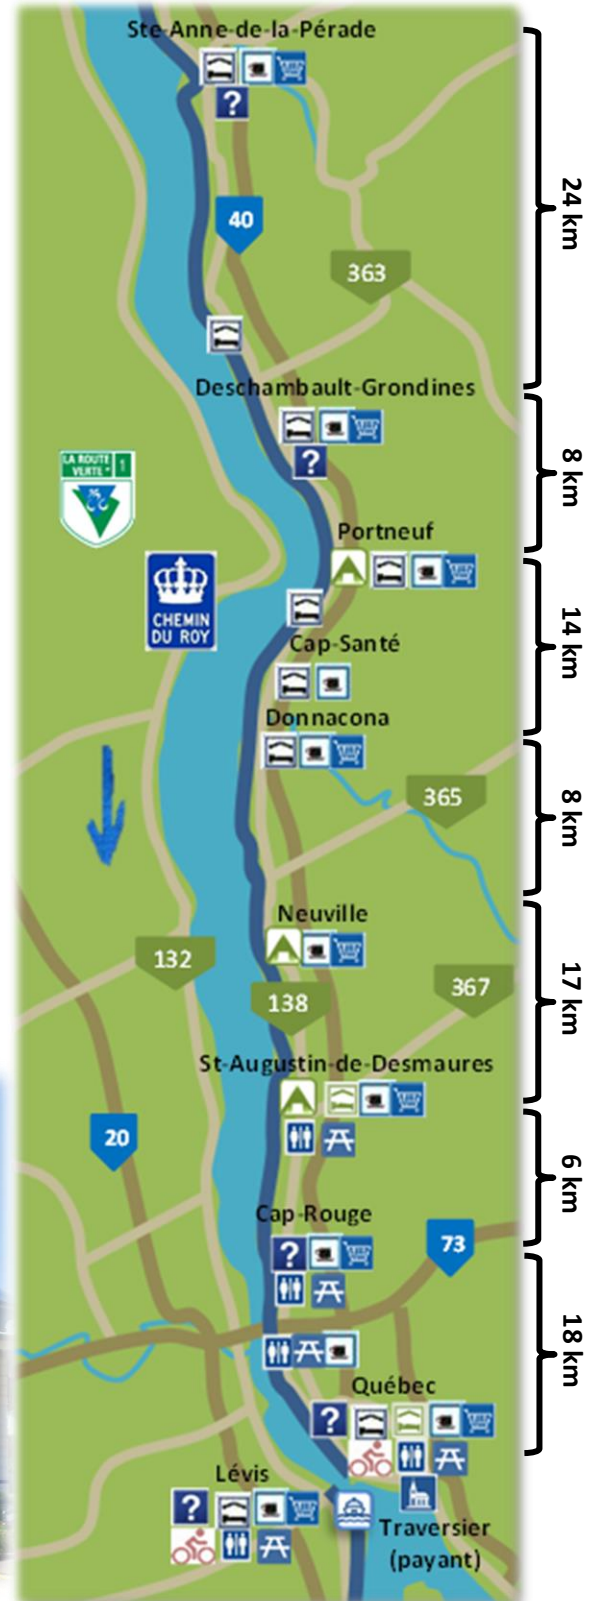 Ste-Anne-de-la-Pérade
?
24 km
40
363
Deschambault-Grondines
?
8 km
LA ROUTE 1
VERTE
Portneuf
CHEMIN
DU ROY
14 km
Cap-Santé
Donnacona
365
8 km
Neuville
132
138
367
17 km
St-Augustin-de-Desmaures
20
6 km
Cap-Rouge
?
73
18 km
Québec
?
Lévis
?
Traversier
(payant)